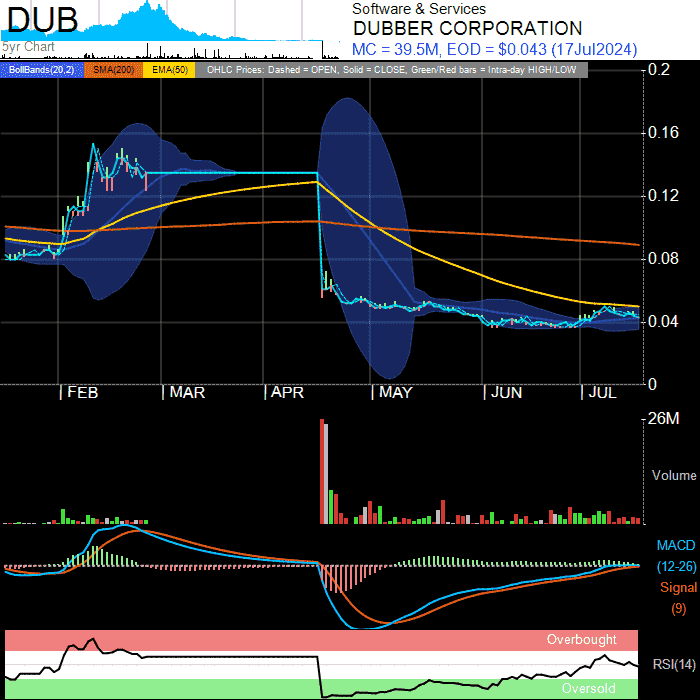 DUB
5yr Chart
Software & Services
DUBBER CORPORATION
MC = 39.5M, EOD = $0.043 (17Jul2024)
BollBands(20,2) SMA(200) EMA(50) OHLC Prices: Dashed = OPEN, Solid = CLOSE, Green/Red bars = Intra-day HIGH/LOW
0.2
0.16
0.12
0.08
0.04
0
FEB MAR APR MAY JUN JUL
26M
Volume
MACD
(12-26)
Signal
(9)
Overbought
RSI(14)
Oversold